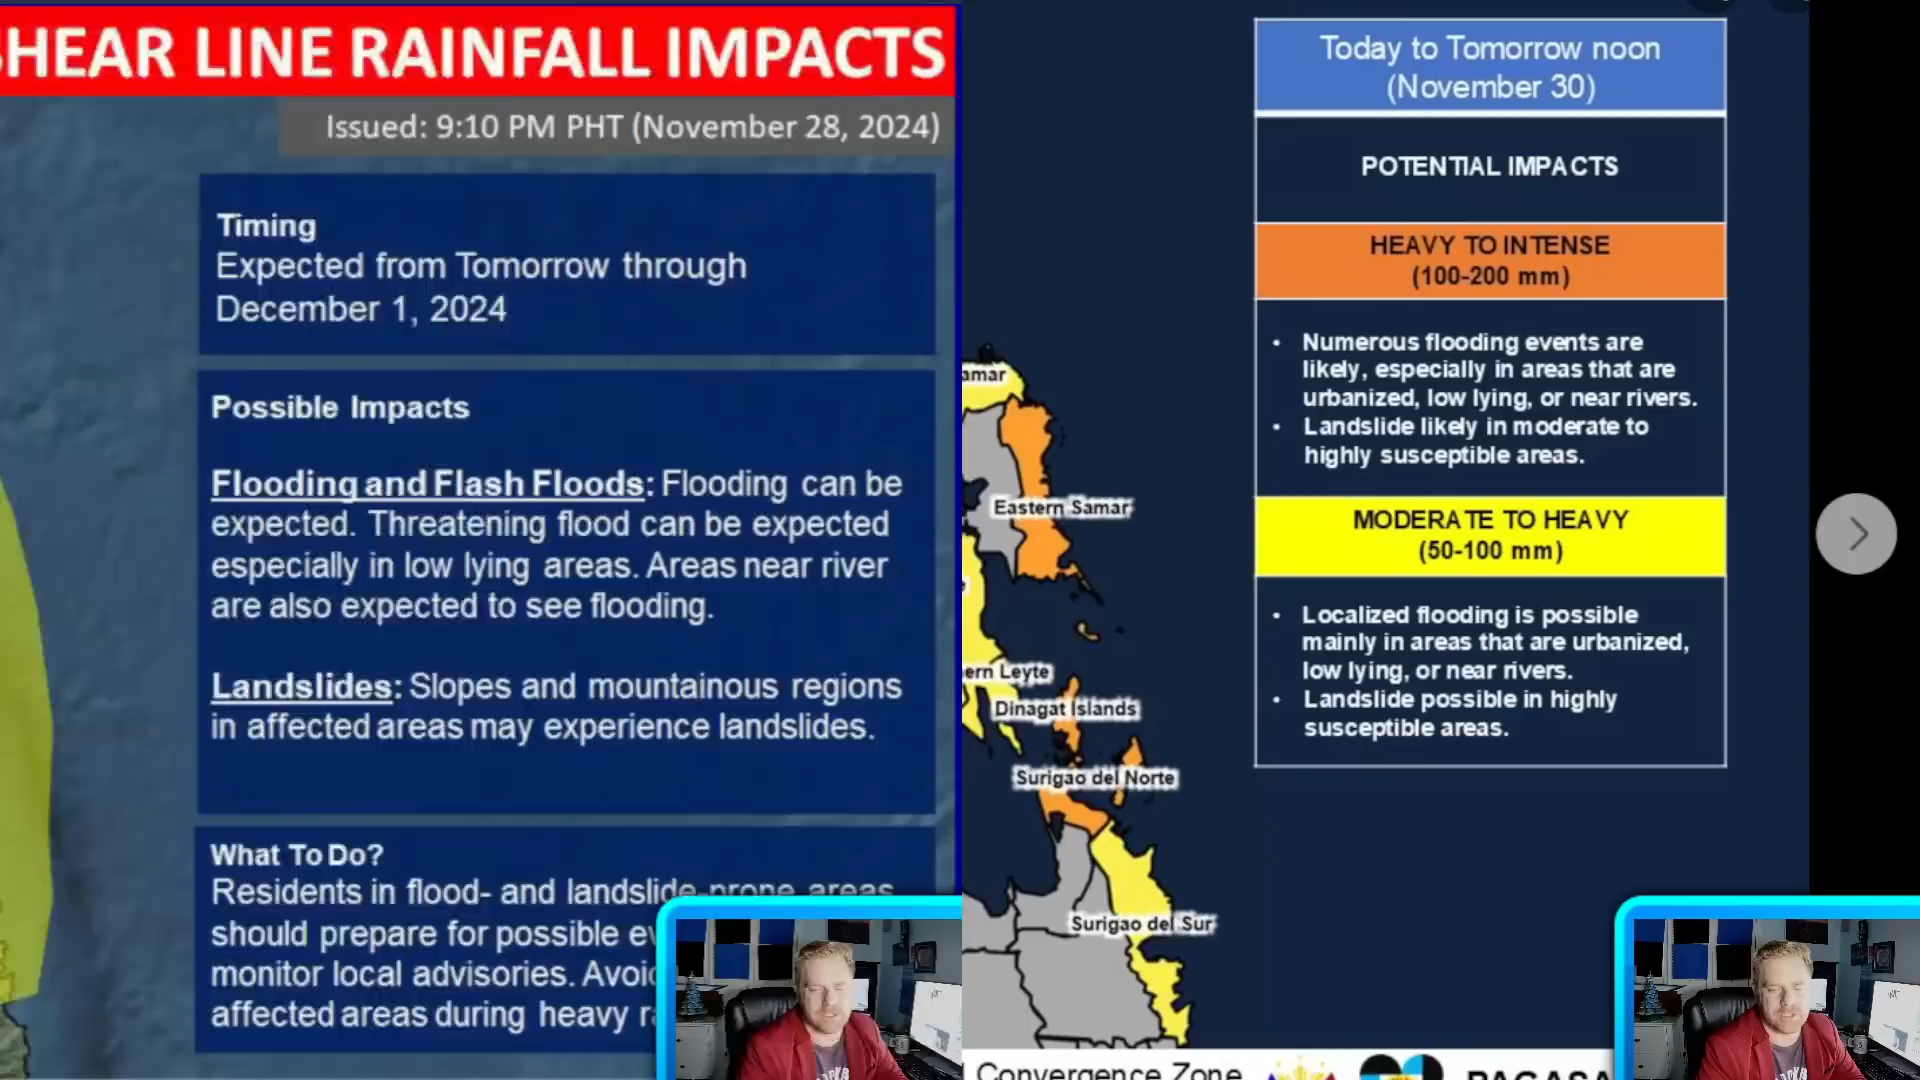 SHEAR LINE RAINFALL IMPACTS
Issued: 9:10 PM PHT (November 28, 2024)
Timing
Expected from Tomorrow through
December 1, 2024
Possible Impacts
Flooding and Flash Floods: Flooding can be
expected. Threatening flood can be expected
especially in low lying areas. Areas near river
are also expected to see flooding.
Landslides: Slopes and mountainous regions
in affected areas may experience landslides.
What To Do?
Residents in flood- and landslide-prone areas
should prepare for possible
monitor local advisories. Avoid
affected areas during heavy
amar
Eastern Samar
ern Leyte
Dinagat Islands
Surigao del Norte
Surigao del Sur
Today to Tomorrow noon
(November 30)
POTENTIAL IMPACTS
HEAVY TO INTENSE
(100-200 mm)
• Numerous flooding events are
likely, especially in areas that are
urbanized, low lying, or near rivers.
• Landslide likely in moderate to
highly susceptible areas.
MODERATE TO HEAVY
(50-100 mm)
• Localized flooding is possible
mainly in areas that are urbanized,
low lying, or near rivers.
• Landslide possible in highly
susceptible areas.
Convergence Zone
PAGASA